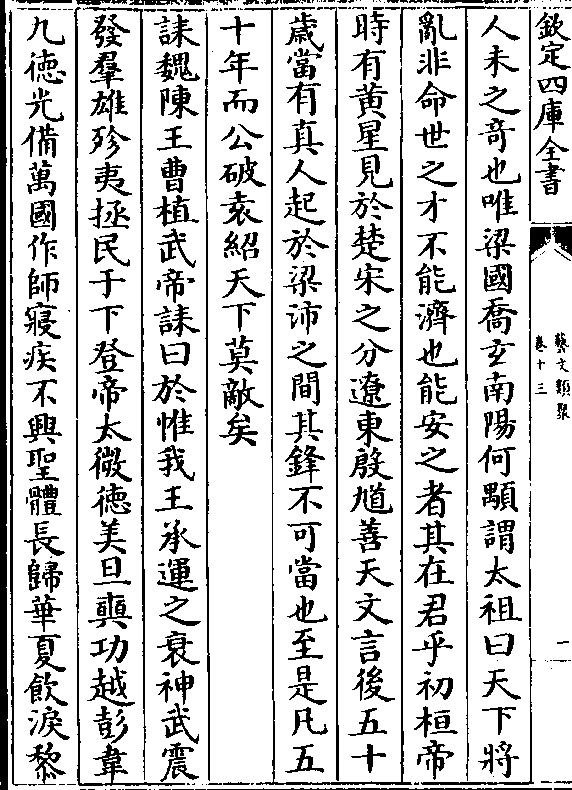 欽定四庫全書
藝文類聚
卷十三
一
人未之奇也唯梁國喬玄南陽何顒謂太祖曰天下將
亂非命世之才不能濟也能安之者其在君乎初桓帝
時有黃星見於楚宋之分遼東殷馗善天文言後五十
歲當有真人起於梁沛之間其鋒不可當也至是凡五
十年而公破袁紹天下莫敵矣
誄魏陳王曹植武帝誄曰於惟我王承運之衰神武震
發羣雄殄夷拯民于下登帝太微德美旦奭功越彭韋
九德光備萬國作師寢疾不興聖體長歸華夏飲淚黎